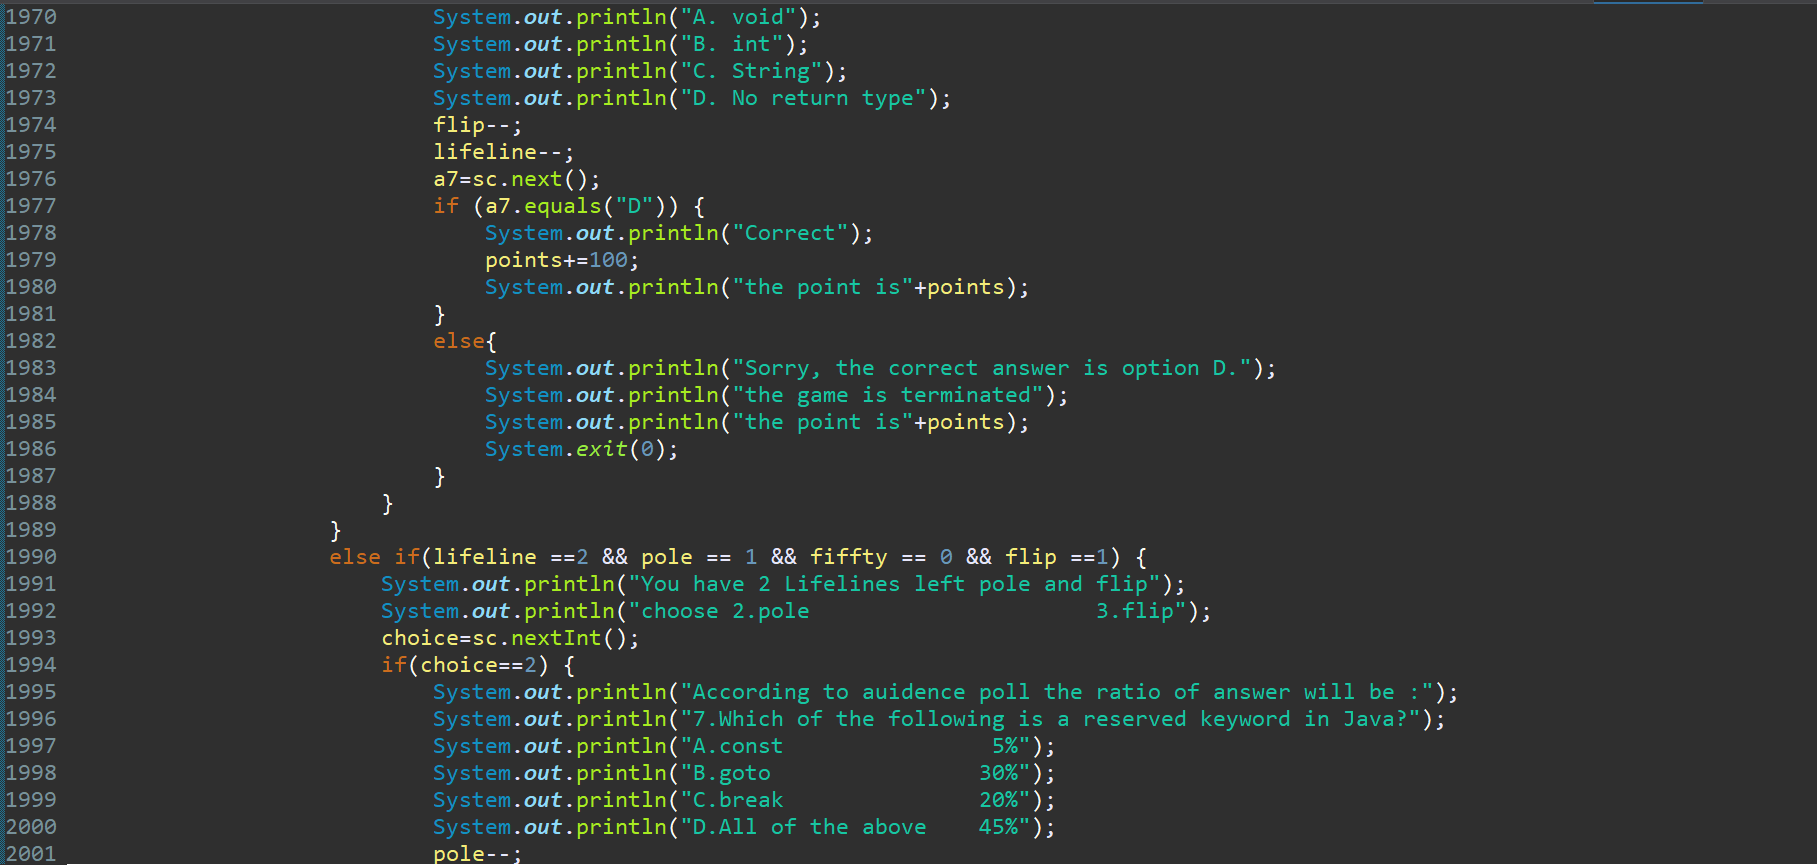 1970                             System.out.println("A. void");
1971                             System.out.println("B. int");
1972                             System.out.println("C. String");
1973                             System.out.println("D. No return type");
1974                             flip--;
1975                             lifeline--;
1976                             a7=sc.next();
1977                             if (a7.equals("D")) {
1978                                 System.out.println("Correct");
1979                                 points+=100;
1980                                 System.out.println("the point is"+points);
1981                             }
1982                             else{
1983                                 System.out.println("Sorry, the correct answer is option D.");
1984                                 System.out.println("the game is terminated");
1985                                 System.out.println("the point is"+points);
1986                                 System.exit(0);
1987                             }
1988                         }
1989                     }
1990                     else if(lifeline ==2 && pole == 1 && fiffty == 0 && flip ==1) {
1991                         System.out.println("You have 2 Lifelines left pole and flip");
1992                         System.out.println("choose 2.pole                      3.flip");
1993                         choice=sc.nextInt();
1994                         if(choice==2) {
1995                             System.out.println("According to auidence poll the ratio of answer will be :");
1996                             System.out.println("7.Which of the following is a reserved keyword in Java?");
1997                             System.out.println("A.const                5%");
1998                             System.out.println("B.goto                30%");
1999                             System.out.println("C.break               20%");
2000                             System.out.println("D.All of the above    45%");
2001                             pole--;